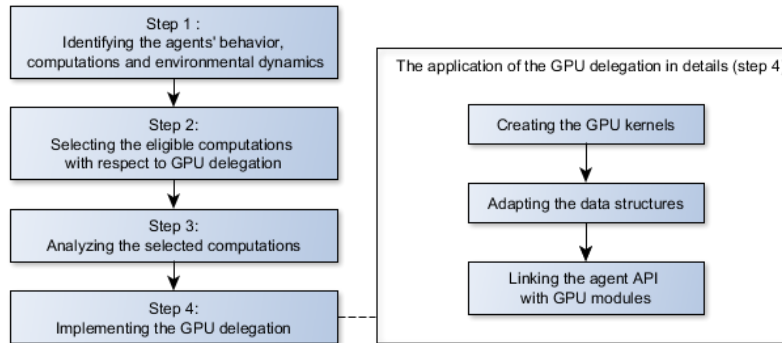 Step 1 :
Identifying the agents' behavior,
computations and environmental dynamics
Step 2:
Selecting the eligible computations
with respect to GPU delegation
Step 3:
Analyzing the selected computations
Step 4:
Implementing the GPU delegation
The application of the GPU delegation in details (step 4
Creating the GPU kernels
Adapting the data structures
Linking the agent API
with GPU modules